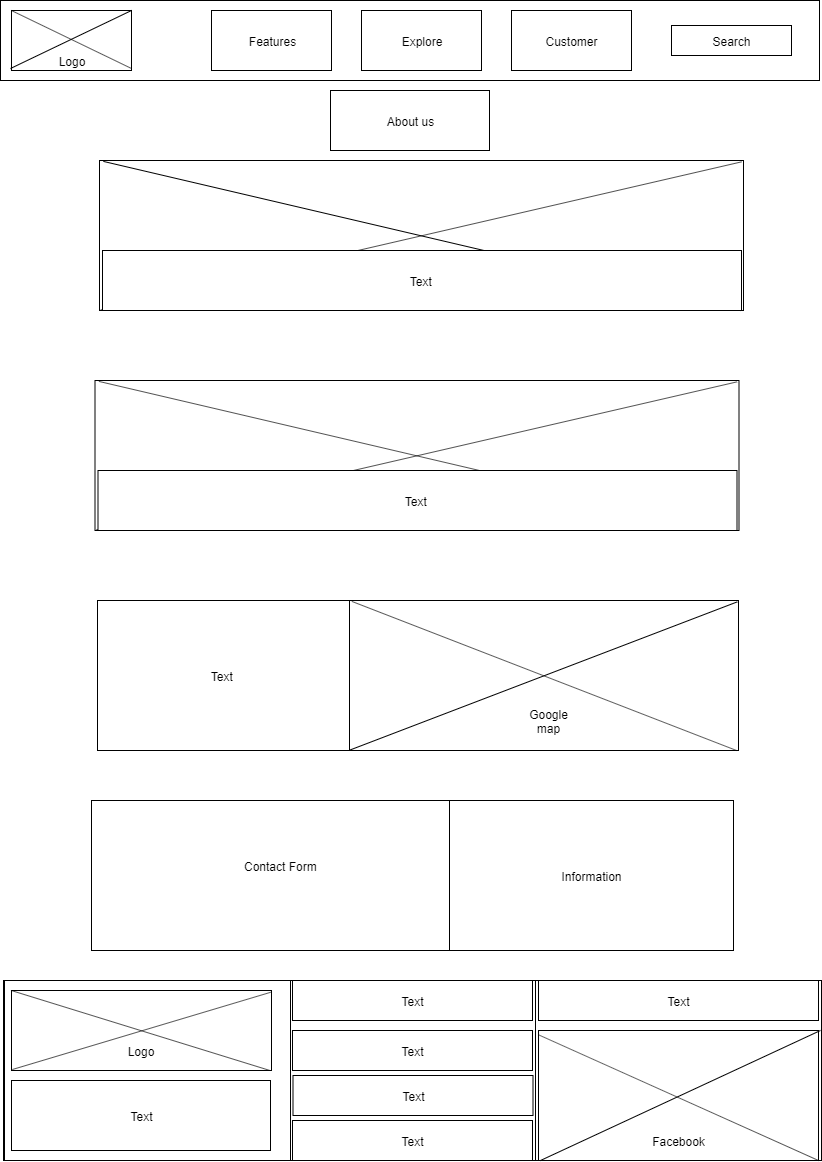 Logo
Features
Explore
Customer
Search
About us
Text
Text
Text
Google
map
Contact Form
Information
Logo
Text
Text
Text
Text
Text
Text
Facebook